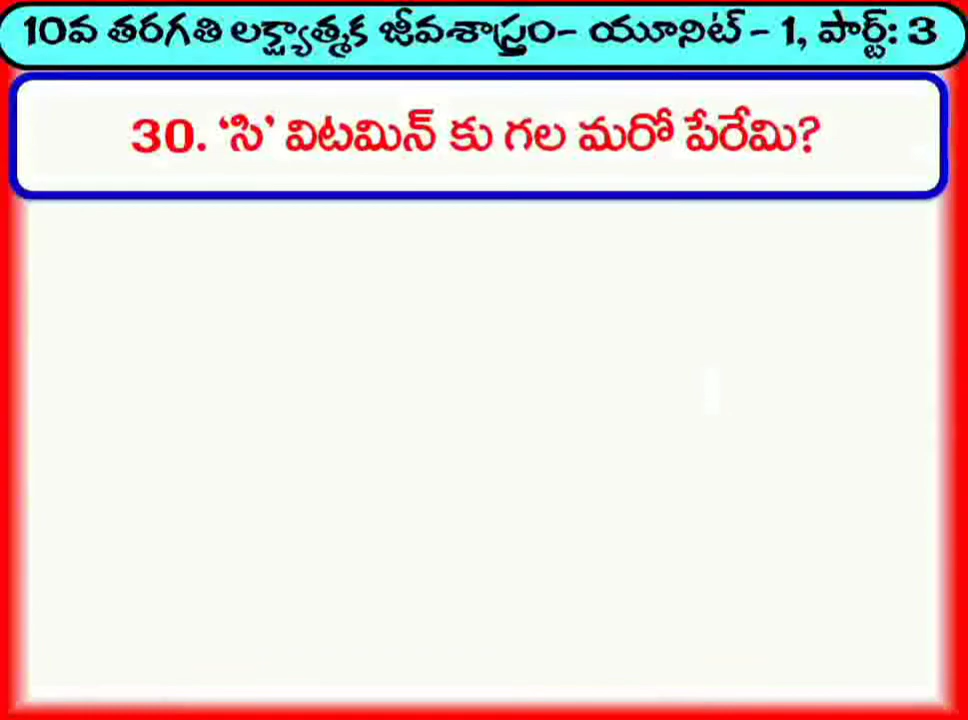 10వ తరగతి లక్ష్యాత్మక జీవశాస్త్రం- యూనిట్ - 1, పార్ట్: 3
30. ‘సి’ విటమిన్ కు గల మరో పేరేమి?